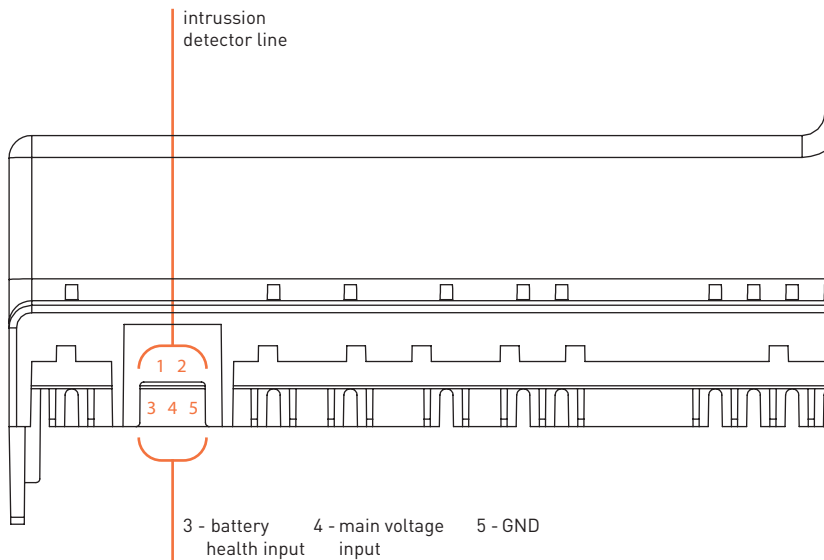 intrussion
detector line
1 2
3 4 5
3 - battery 4 - main voltage 5 - GND
health input input